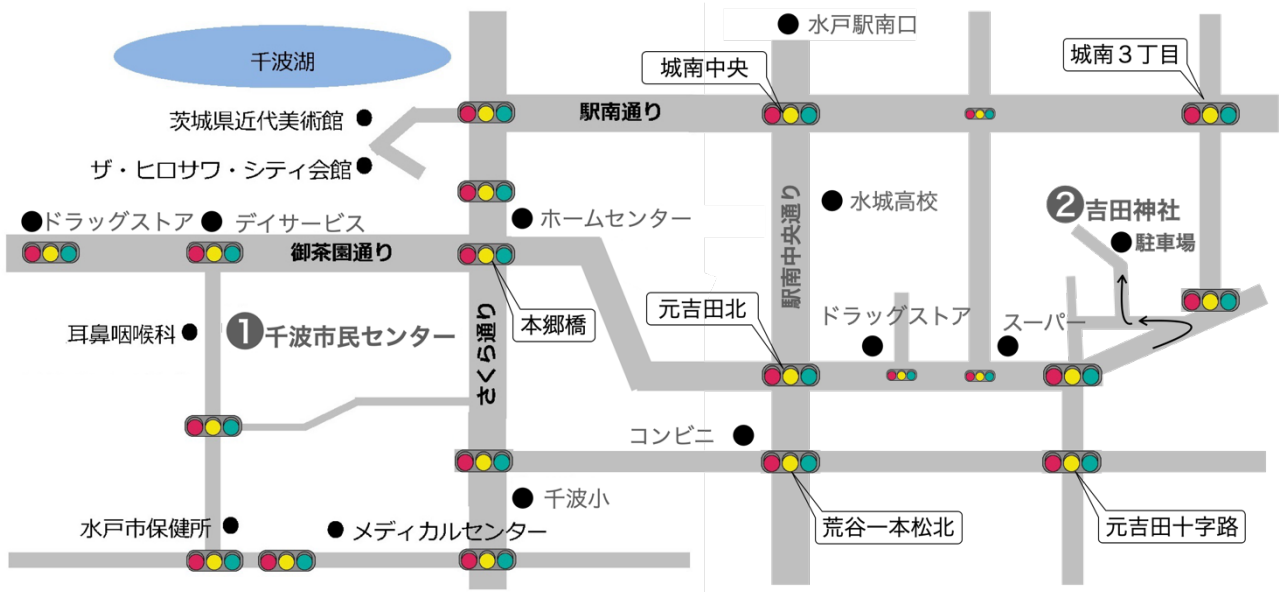 水戸駅南口
城南中央
城南3丁目
千波湖
駅南通り
茨城県近代美術館
ザ・ヒロサワ・シティ会館
水城高校
❷吉田神社
駐車場
ドラッグストア
デイサービス
ホームセンター
御茶園通り
駅南中央通り
本郷橋
元吉田北
ドラッグストア
スーパー
耳鼻咽喉科
❶千波市民センター
さくら通り
コンビニ
千波小
荒谷一本松北
元吉田十字路
水戸市保健所
メディカルセンター